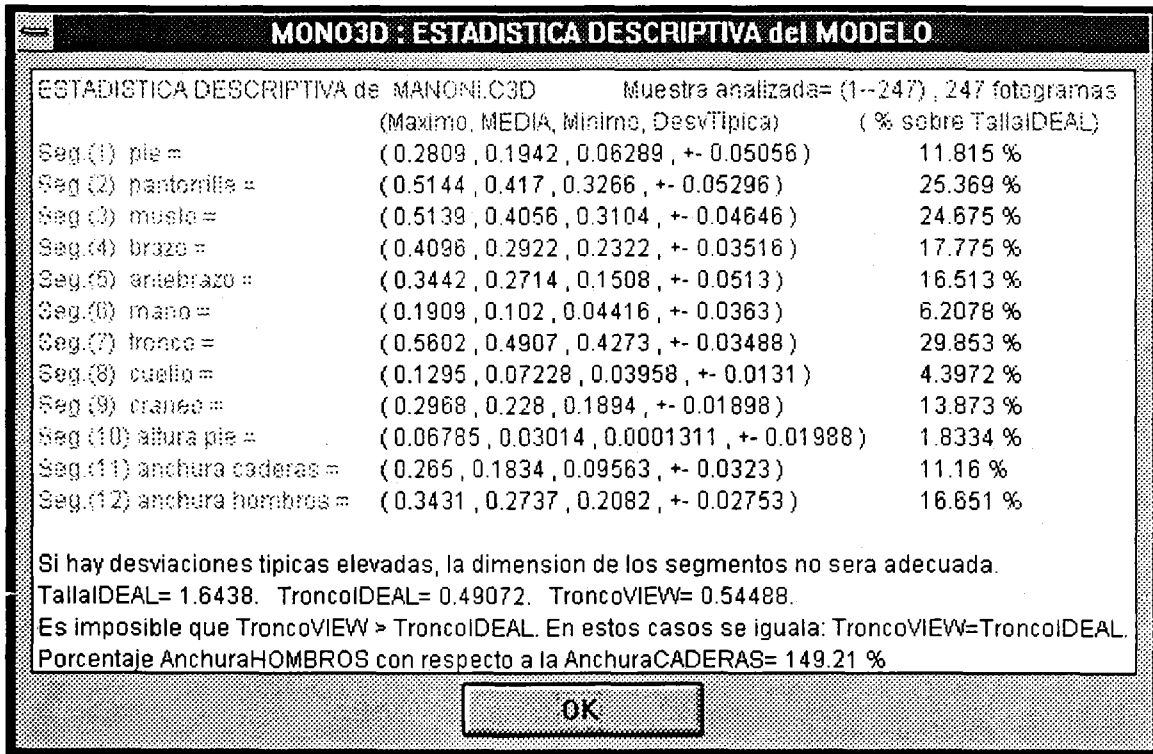 MONO3D : ESTADISTICA DESCRIPTIVA del MODELO
ESTADISTICA DESCRIPTIVA de MANONI.C3D Muestra analizada= (1--247) , 247 fotogramas
(Maximo, MEDIA, Minimo, DesvTipica) ( % sobre TallaIDEAL)
Seg.(1) pie = ( 0.2809 , 0.1942 , 0.06289 , +- 0.05056 ) 11.815 %
Seg.(2) pantorrilla = ( 0.5144 , 0.417 , 0.3266 , +- 0.05296 ) 25.369 %
Seg.(3) muslo = ( 0.5139 , 0.4056 , 0.3104 , +- 0.04646 ) 24.675 %
Seg.(4) brazo = ( 0.4096 , 0.2922 , 0.2322 , +- 0.03516 ) 17.775 %
Seg.(5) antebrazo = ( 0.3442 , 0.2714 , 0.1508 , +- 0.0513 ) 16.513 %
Seg.(6) mano = ( 0.1909 , 0.102 , 0.04416 , +- 0.0363 ) 6.2078 %
Seg.(7) tronco = ( 0.5602 , 0.4907 , 0.4273 , +- 0.03488 ) 29.853 %
Seg.(8) cuello = ( 0.1295 , 0.07228 , 0.03958 , +- 0.0131 ) 4.3972 %
Seg.(9) craneo = ( 0.2968 , 0.228 , 0.1894 , +- 0.01898 ) 13.873 %
Seg.(10) altura pie = ( 0.06785 , 0.03014 , 0.0001311 , +- 0.01988 ) 1.8334 %
Seg.(11) anchura caderas = ( 0.265 , 0.1834 , 0.09563 , +- 0.0323 ) 11.16 %
Seg.(12) anchura hombros = ( 0.3431 , 0.2737 , 0.2082 , +- 0.02753 ) 16.651 %
Si hay desviaciones tipicas elevadas, la dimension de los segmentos no sera adecuada.
TallaIDEAL= 1.6438. TroncoIDEAL= 0.49072. TroncoVIEW= 0.54488.
Es imposible que TroncoVIEW > TroncoIDEAL. En estos casos se iguala: TroncoVIEW=TroncoIDEAL.
Porcentaje AnchuraHOMBROS con respecto a la AnchuraCADERAS= 149.21 %
OK